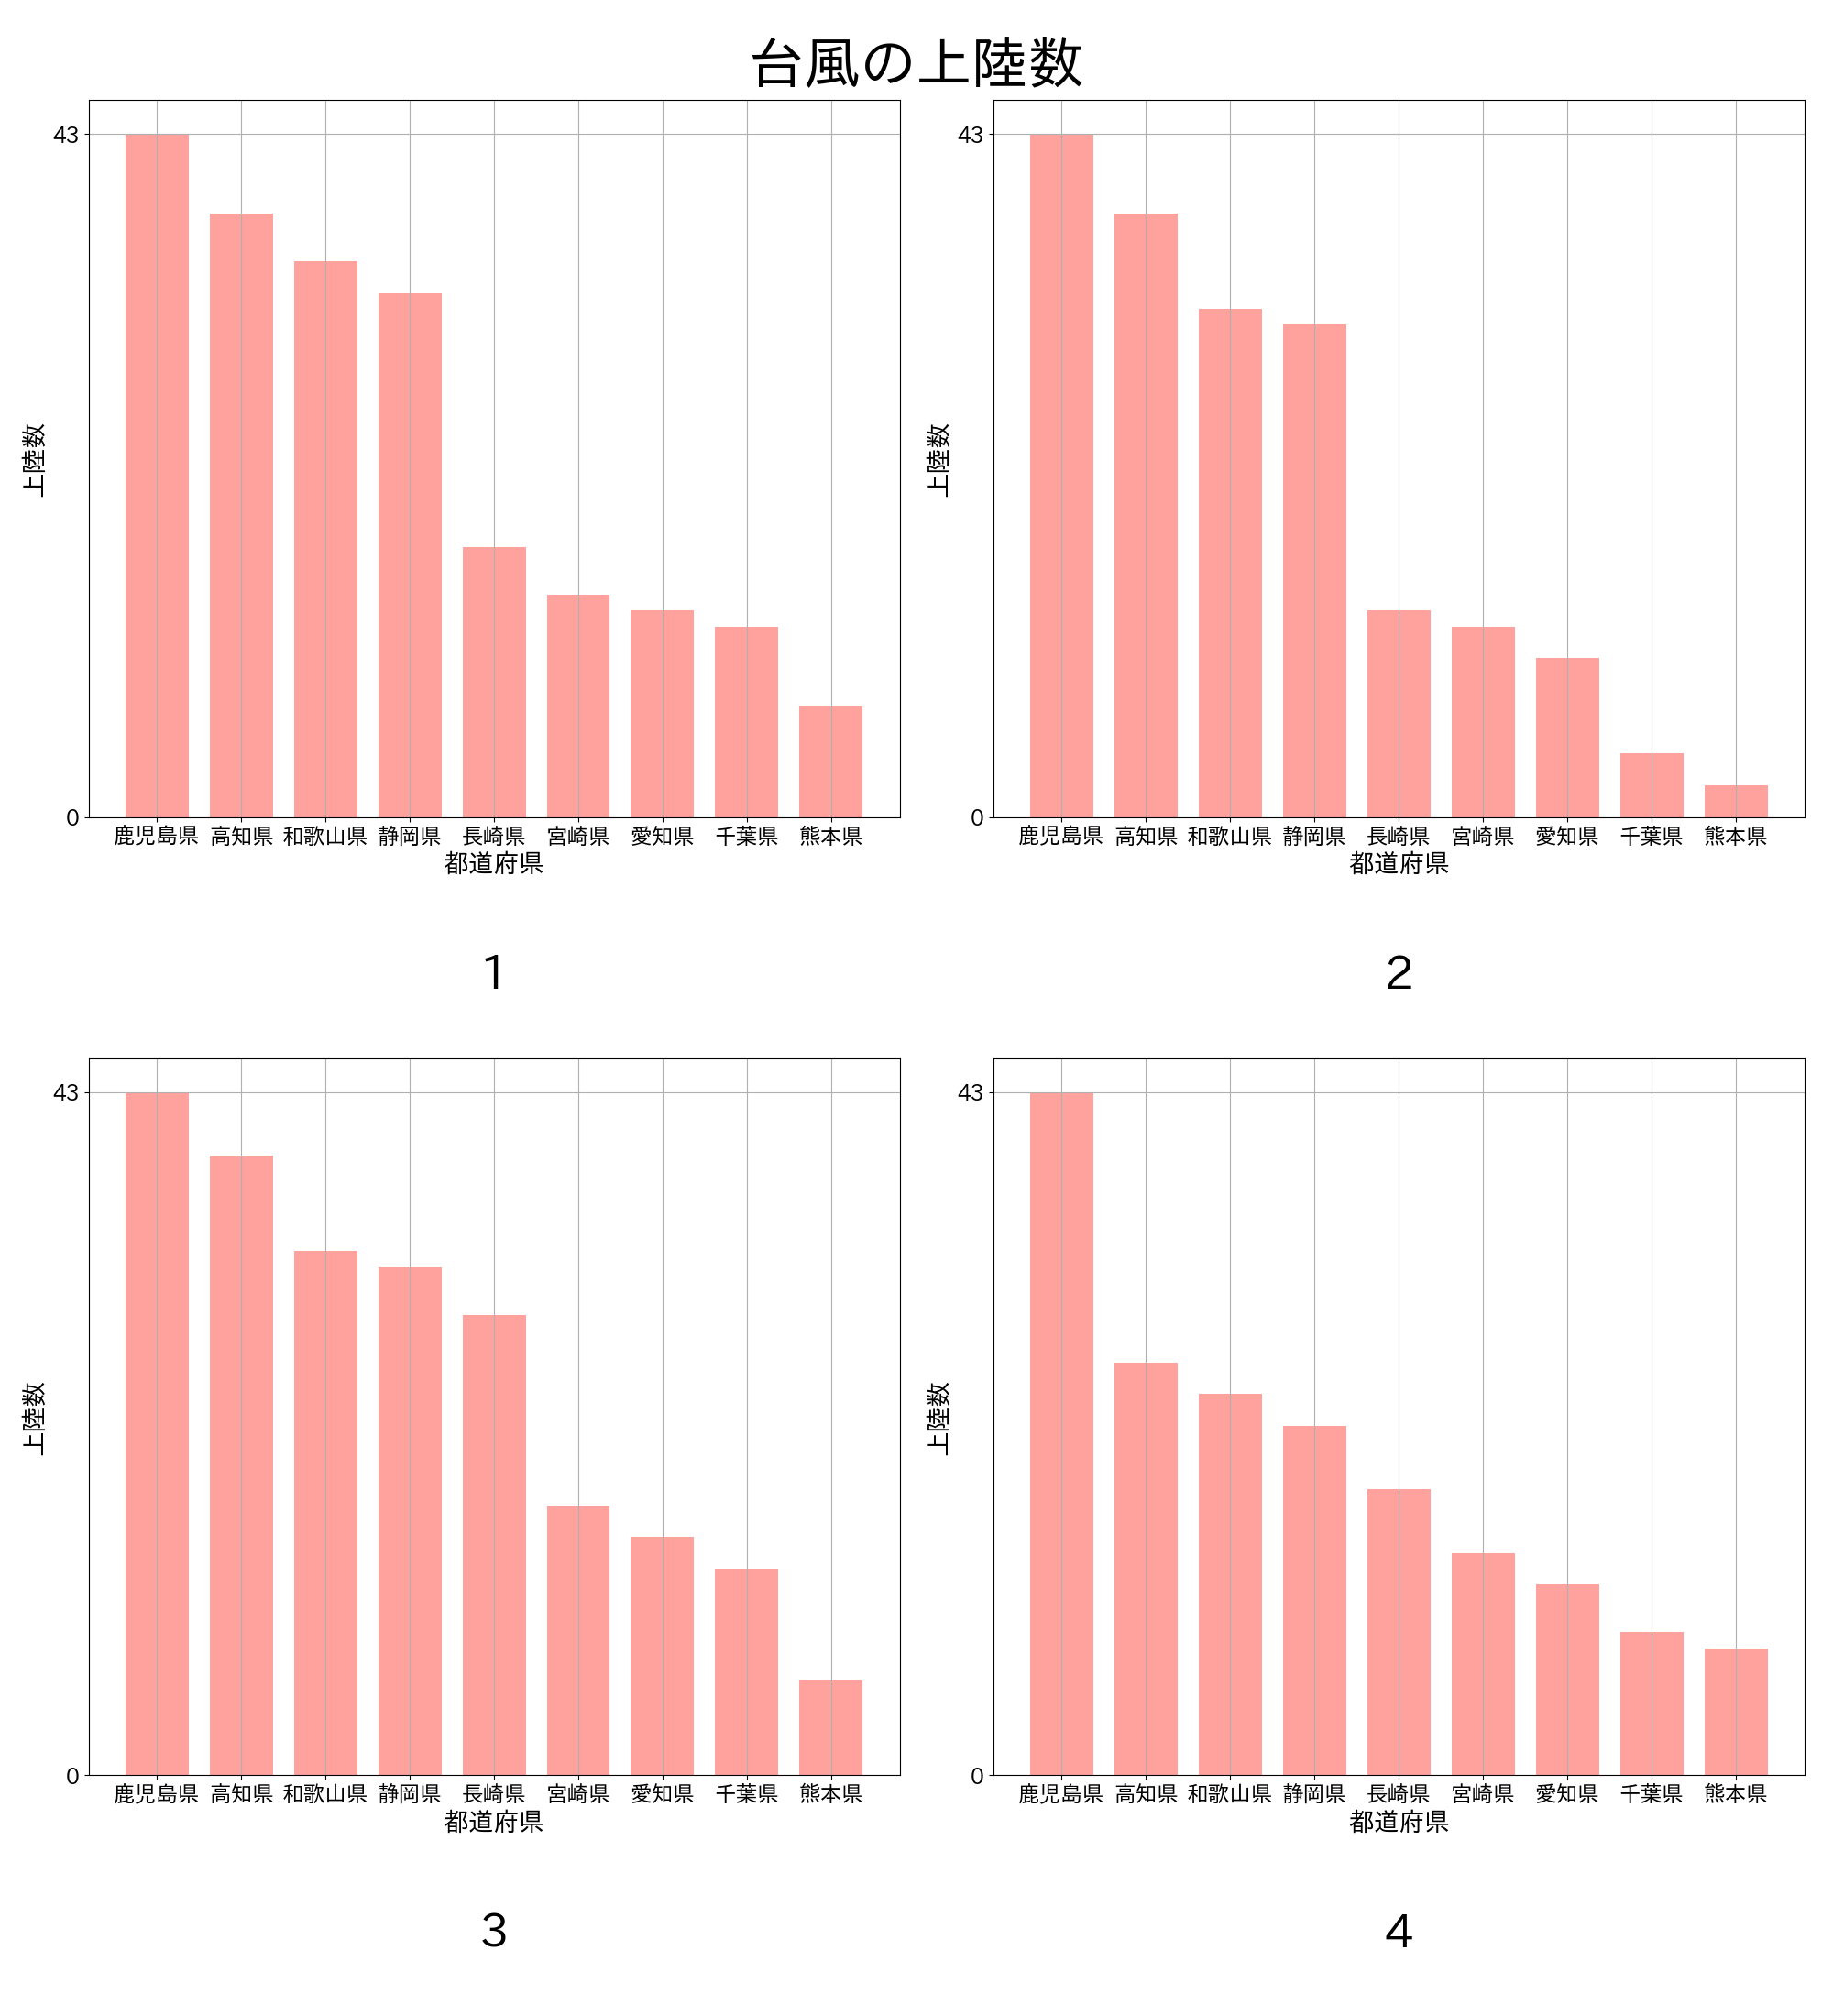 台風の上陸数
43
上陸数
0
鹿児島県 高知県 和歌山県 静岡県 長崎県 宮崎県 愛知県 千葉県 熊本県
都道府県
1
43
上陸数
0
鹿児島県 高知県 和歌山県 静岡県 長崎県 宮崎県 愛知県 千葉県 熊本県
都道府県
2
43
上陸数
0
鹿児島県 高知県 和歌山県 静岡県 長崎県 宮崎県 愛知県 千葉県 熊本県
都道府県
3
43
上陸数
0
鹿児島県 高知県 和歌山県 静岡県 長崎県 宮崎県 愛知県 千葉県 熊本県
都道府県
4